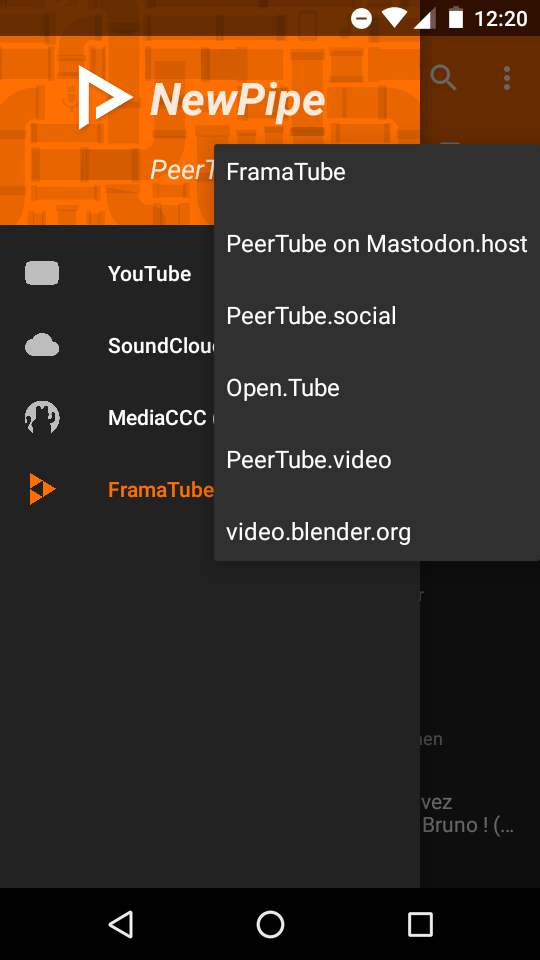 12:20
NewPipe
PeerT
FramaTube
PeerTube on Mastodon.host
PeerTube.social
Open.Tube
PeerTube.video
video.blender.org
YouTube
SoundClou
MediaCCC (
FramaTube
vez
Bruno ! (…